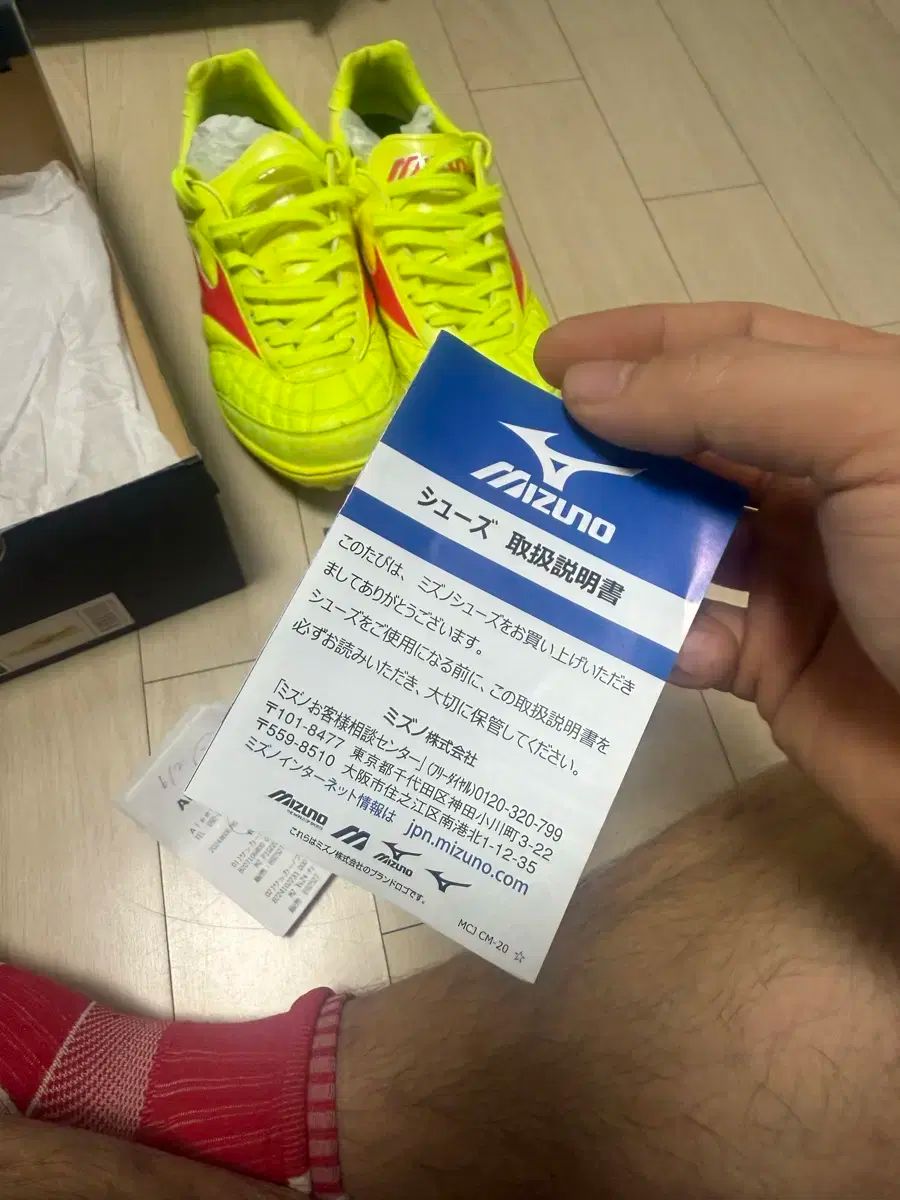 MIZUNO
シューズ 取扱説明書
このたびは、ミズノシューズをお買い上げいただき
ましてありがとうございます。
シューズをご使用になる前に、この取扱説明書を
必ずお読みいただき、大切に保管してください。
ミズノ株式会社
「ミズノお客様相談センター」(フリーダイヤル)0120-320-799
〒101-8477 東京都千代田区神田小川町3-22
〒559-8510 大阪市住之江区南港北1-12-35
ミズノインターネット情報は jpn.mizuno.com
MIZUNO
THE WORLD OF SPORTS
MIZUNO
これらはミズノ株式会社のブランドロゴです。
MCJ CM-20 ☆